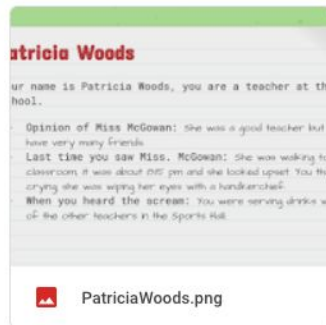 atricia Woods
ur name is Patricia Woods, you are a teacher at th
hool.
Opinion of Miss McGowan: She was a good teacher but
have very many friends
Last time you saw Miss. McGowan: She was walking to
classroom, it was about pm and she looked upset. You th
crying she was wiping her eyes with a handkerchief.
When you heard the scream: You were serving drinks w
of the other teachers in the Sports Hall.
PatriciaWoods.png